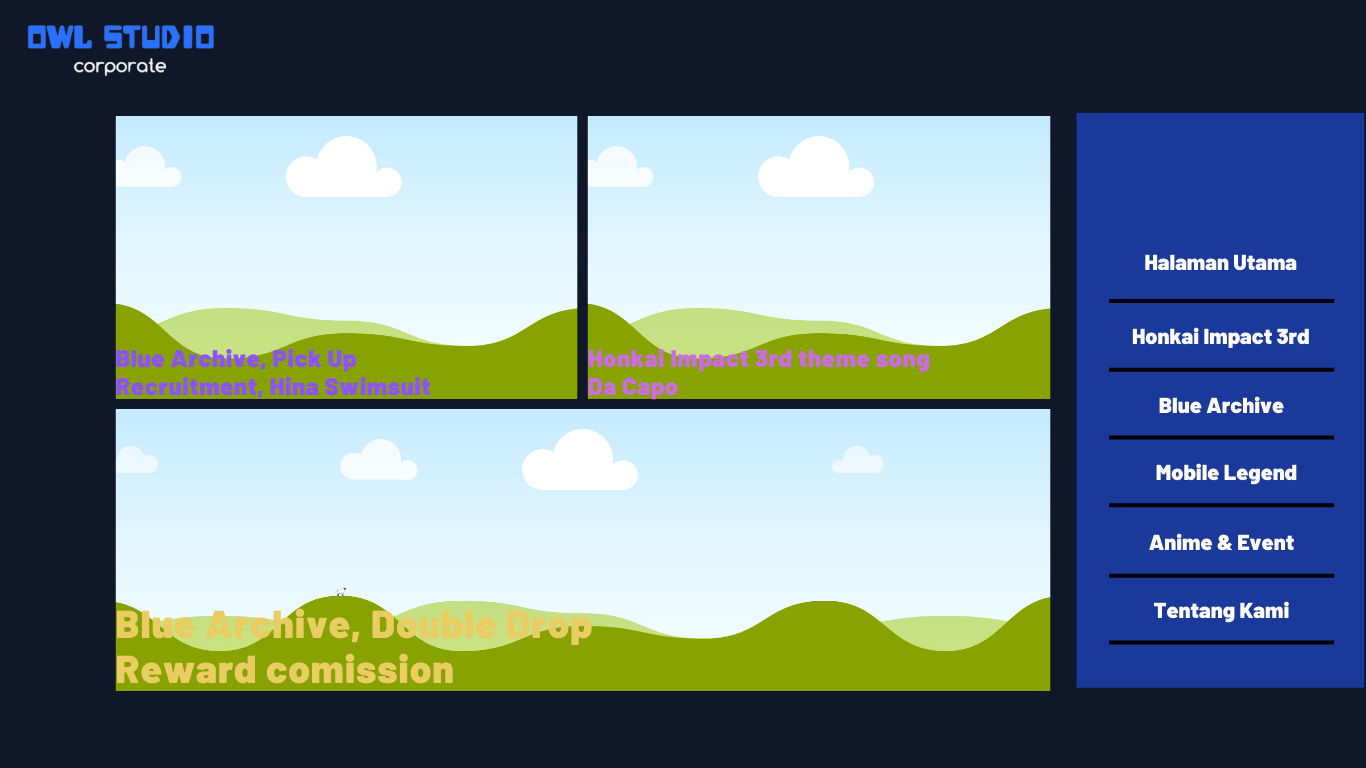 OWL STUDIO
corporate
Blue Archive, Pick Up
Recruitment, Hina Swimsuit
Honkai Impact 3rd theme song
Da Capo
Blue Archive, Double Drop
Reward comission
Halaman Utama
Honkai Impact 3rd
Blue Archive
Mobile Legend
Anime & Event
Tentang Kami